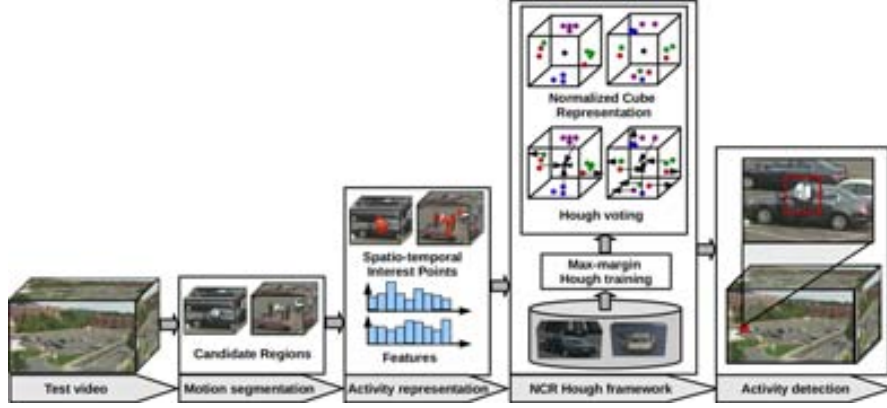 Normalized Cube
Representation
Hough voting
Spatio-temporal
Interest Points
Max-margin
Hough training
Candidate Regions
Features
Test video
Motion segmentation
Activity representation
NCR Hough framework
Activity detection